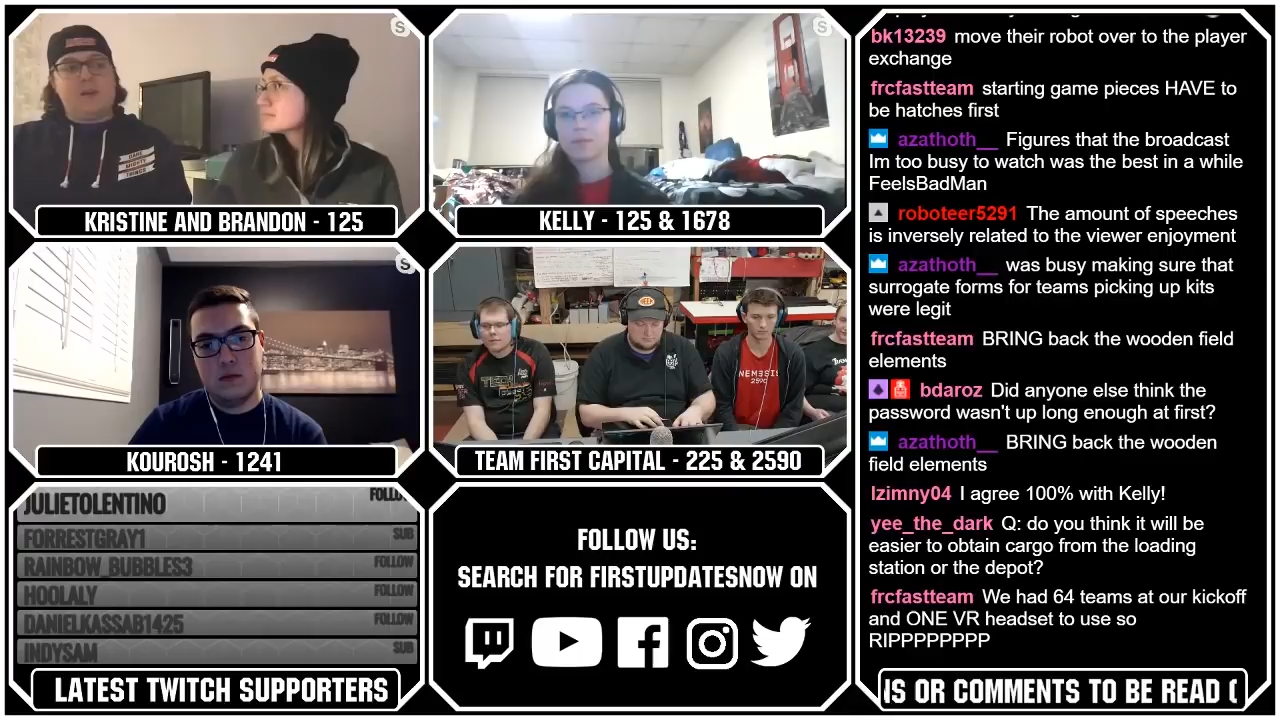 KRISTINE AND BRANDON - 125
KELLY - 125 & 1678
KOUROSH - 1241
NEMESIS
2590
TEAM FIRST CAPITAL - 225 & 2590
JULIETOLENTINO
FORRESTGRAY1 SUB
RAINBOW_BUBBLES3 FOLLOW
HOOLALY FOLLOW
DANIELKASSAB1425 FOLLOW
INDYSAM SUB
LATEST TWITCH SUPPORTERS
FOLLOW US:
SEARCH FOR FIRSTUPDATESNOW ON
bk13239 move their robot over to the player
exchange
frcfastteam starting game pieces HAVE to
be hatches first
azathoth__ Figures that the broadcast
Im too busy to watch was the best in a while
FeelsBadMan
roboteer5291 The amount of speeches
is inversely related to the viewer enjoyment
azathoth__ was busy making sure that
surrogate forms for teams picking up kits
were legit
frcfastteam BRING back the wooden field
elements
bdaroz Did anyone else think the
password wasn't up long enough at first?
azathoth__ BRING back the wooden
field elements
lzimny04 I agree 100% with Kelly!
yee_the_dark Q: do you think it will be
easier to obtain cargo from the loading
station or the depot?
frcfastteam We had 64 teams at our kickoff
and ONE VR headset to use so
RIPPPPPPPP
NS OR COMMENTS TO BE READ (